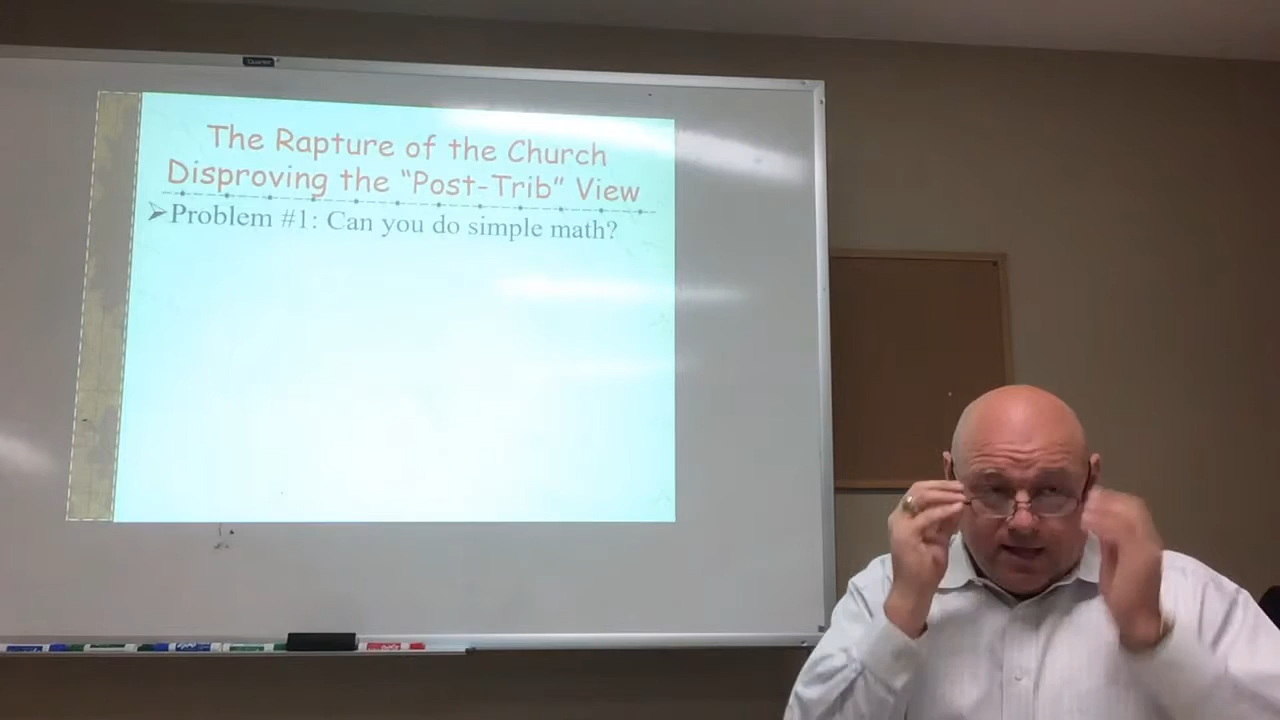 The Rapture of the Church
Disproving the “Post-Trib” View
➢Problem #1: Can you do simple math?